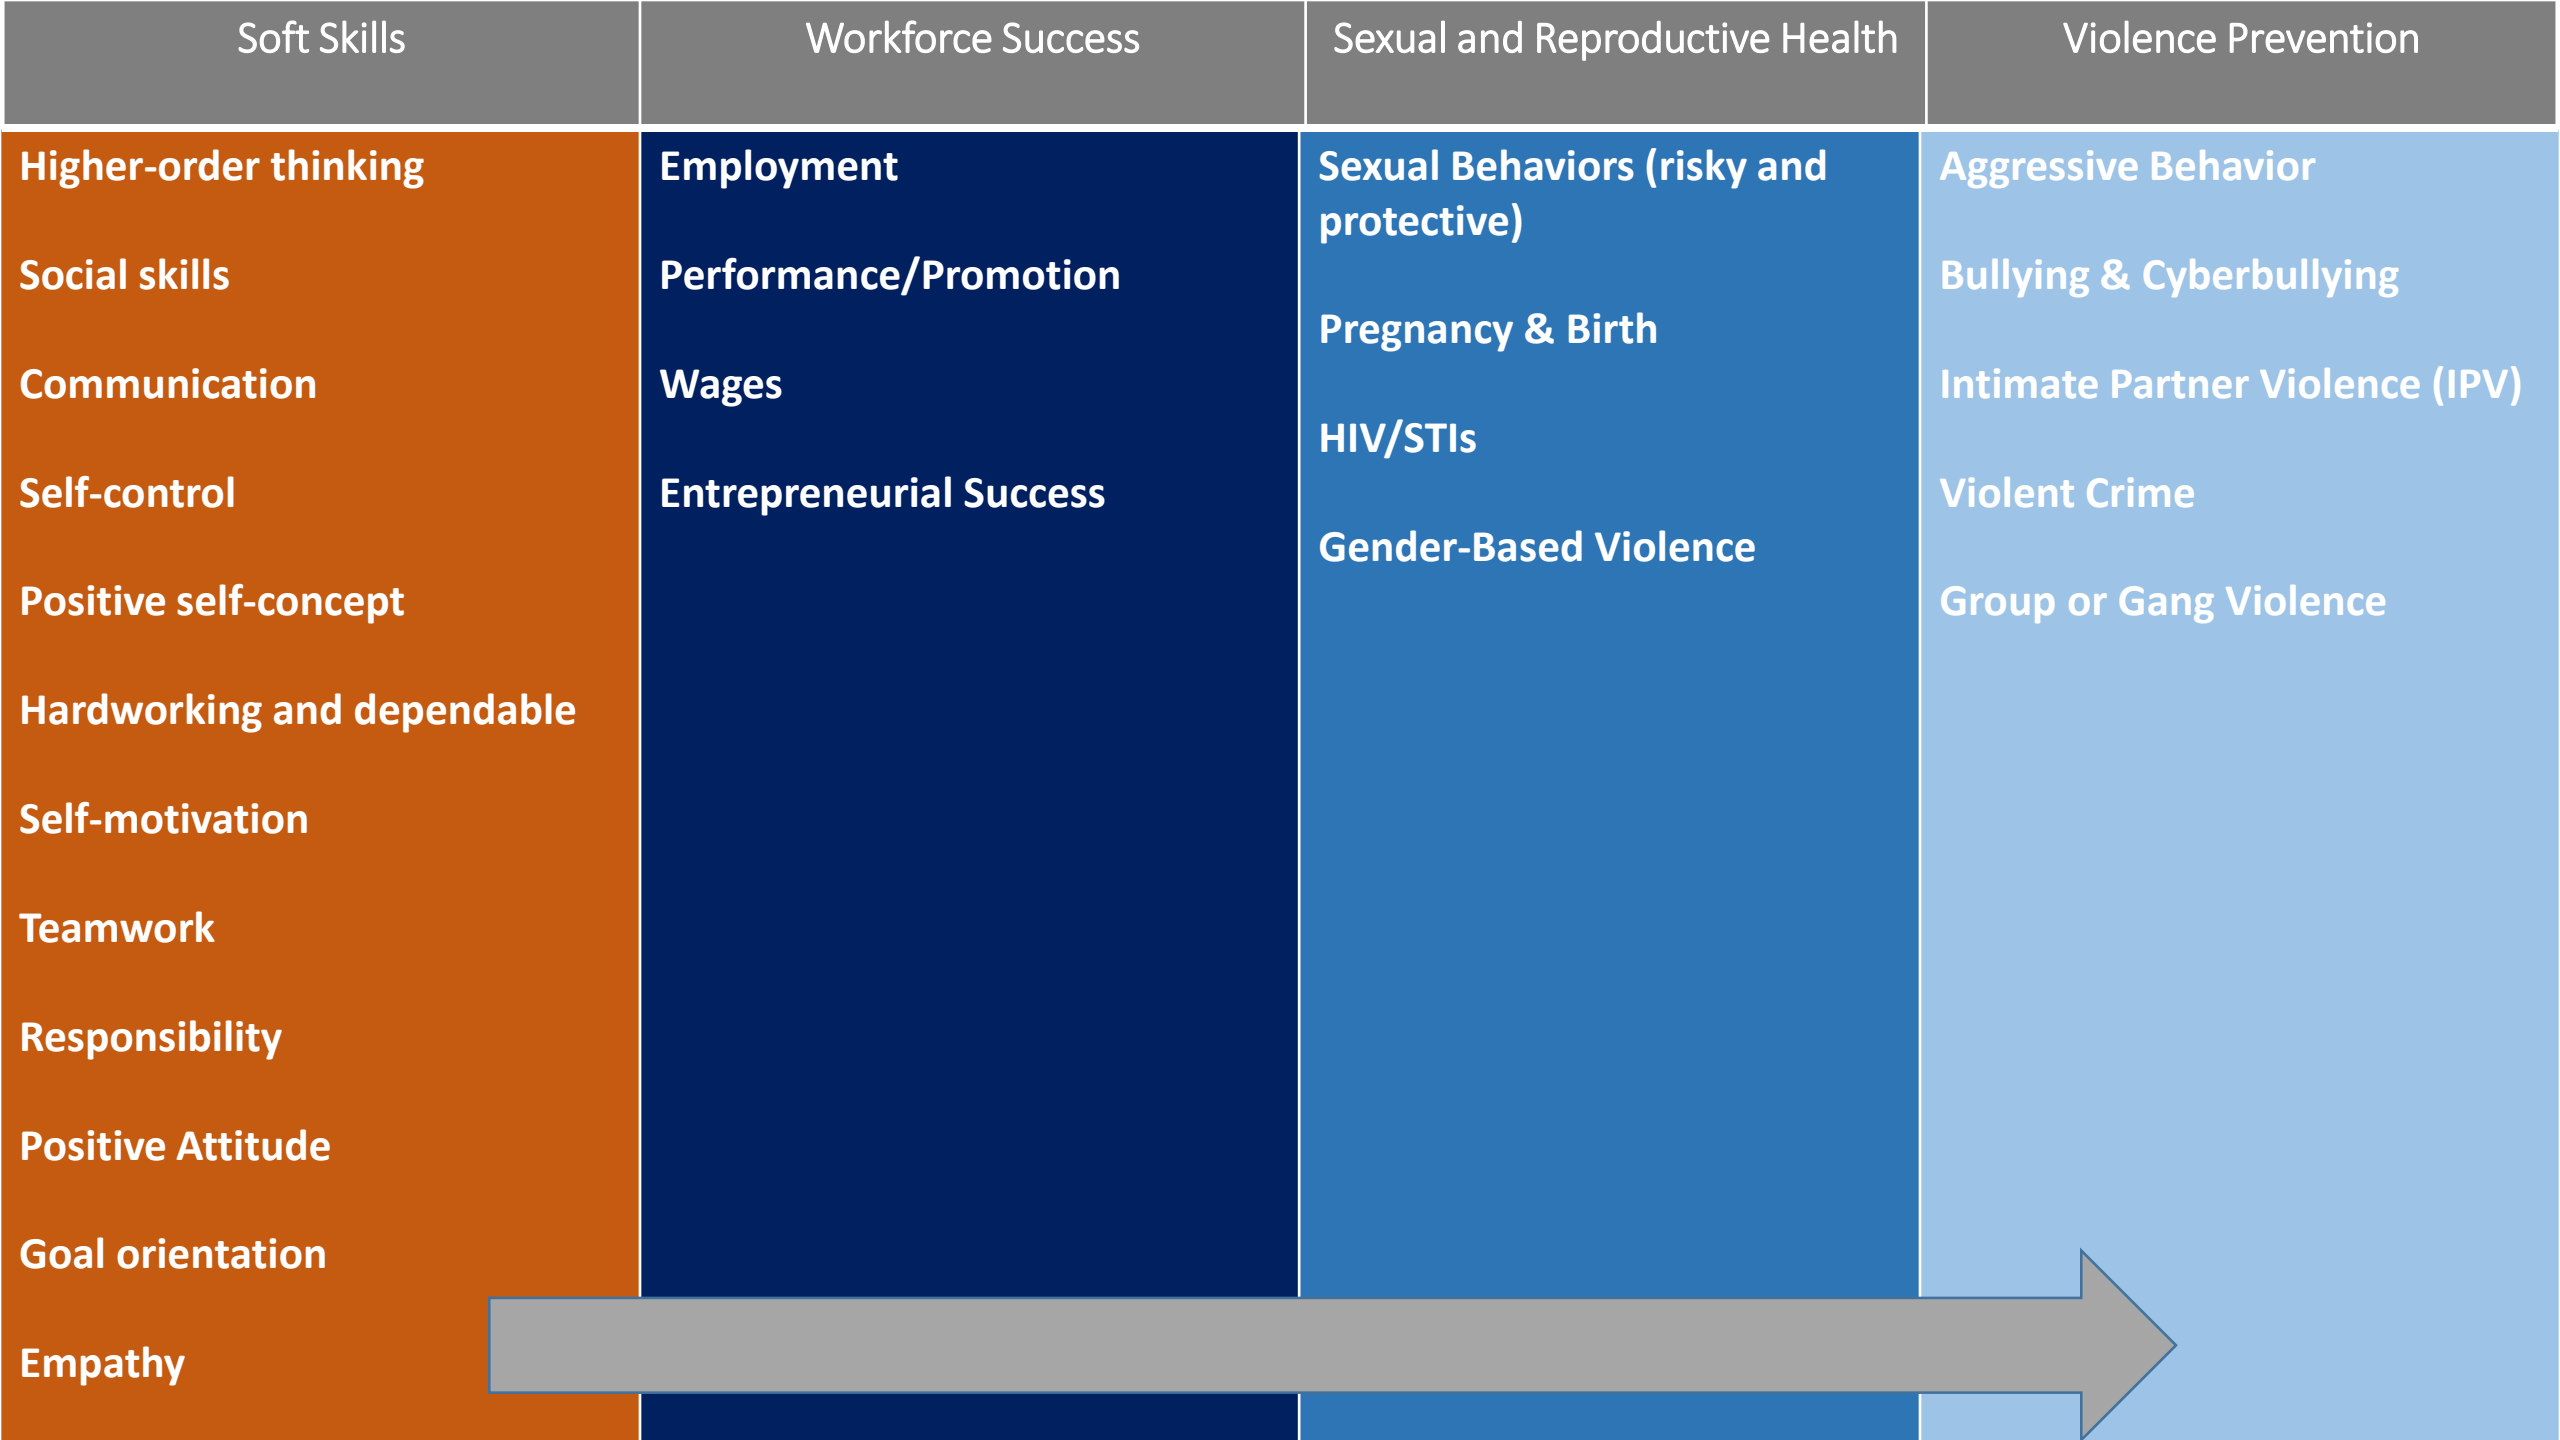 Soft Skills
Workforce Success
Sexual and Reproductive Health
Violence Prevention
Higher-order thinking
Social skills
Communication
Self-control
Positive self-concept
Hardworking and dependable
Self-motivation
Teamwork
Responsibility
Positive Attitude
Goal orientation
Empathy
Employment
Performance/Promotion
Wages
Entrepreneurial Success
Sexual Behaviors (risky and
protective)
Pregnancy & Birth
HIV/STIs
Gender-Based Violence
Aggressive Behavior
Bullying & Cyberbullying
Intimate Partner Violence (IPV)
Violent Crime
Group or Gang Violence